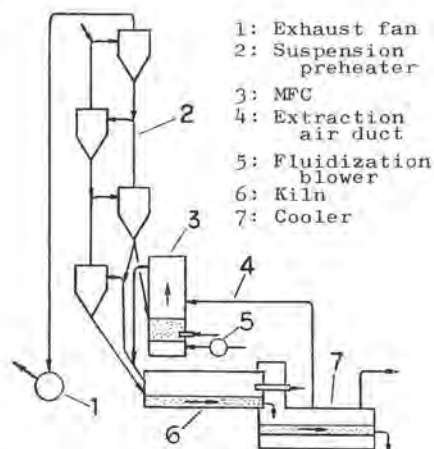 1: Exhaust fan
2: Suspension
preheater
3: MFC
4: Extraction
air duct
5: Fluidization
blower
6: Kiln
7: Cooler
2
3
4
5
7
1
6